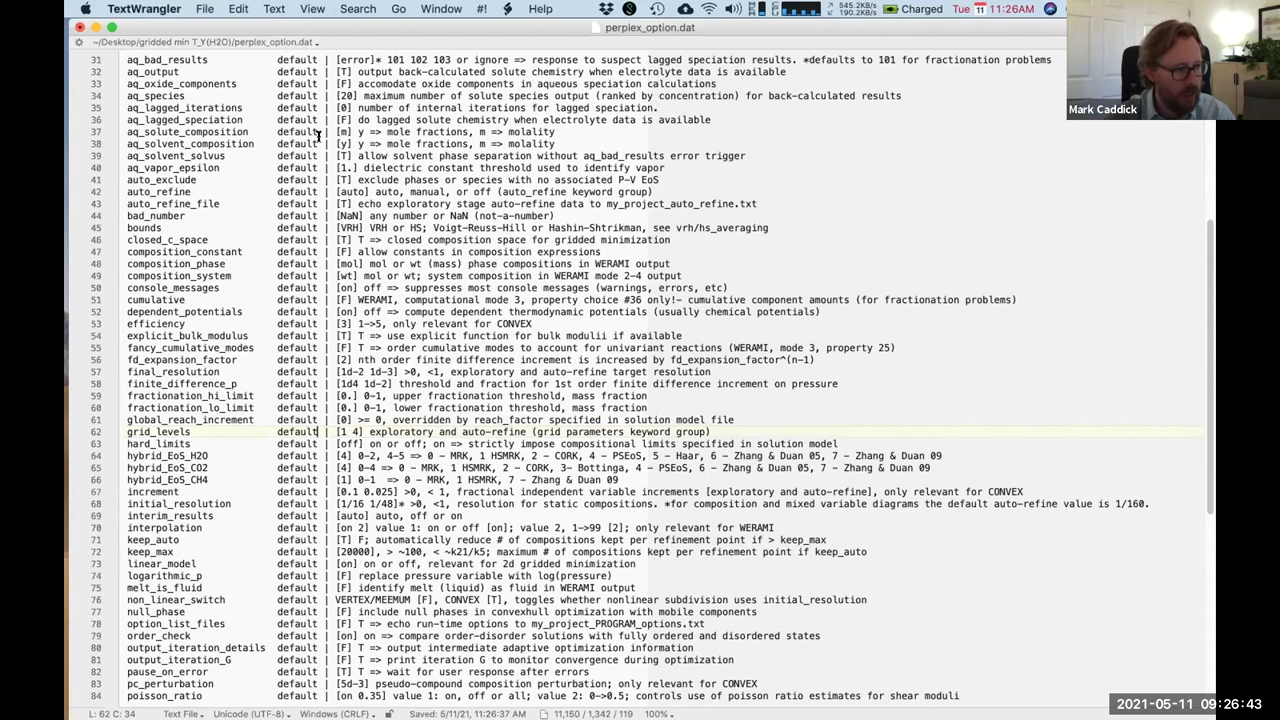 TextWrangler File Edit Text View Search Go Window #! Help 545.2KB/s 190.2KB/s Charged Tue 11 11:26AM
perplex_option.dat
~/Desktop/gridded min T_Y(H2O)/perplex_option.dat
31 aq_bad_results default | [error]* 101 102 103 or ignore => response to suspect lagged speciation results. *defaults to 101 for fractionation problems
32 aq_output default | [T] output back-calculated solute chemistry when electrolyte data is available
33 aq_oxide_components default | [F] accomodate oxide components in aqueous speciation calculations
34 aq_species default | [20] maximum number of solute species output (ranked by concentration) for back-calculated results
35 aq_lagged_iterations default | [0] number of internal iterations for lagged speciation.
36 aq_lagged_speciation default | [F] do lagged solute chemistry when electrolyte data is available
37 aq_solute_composition default | [m] y => mole fractions, m => molality
38 aq_solvent_composition default | [y] y => mole fractions, m => molality
39 aq_solvent_solvus default | [T] allow solvent phase separation without aq_bad_results error trigger
40 aq_vapor_epsilon default | [1.] dielectric constant threshold used to identify vapor
41 auto_exclude default | [T] exclude phases or species with no associated P-V EoS
42 auto_refine default | [auto] auto, manual, or off (auto_refine keyword group)
43 auto_refine_file default | [T] echo exploratory stage auto-refine data to my_project_auto_refine.txt
44 bad_number default | [NaN] any number or NaN (not-a-number)
45 bounds default | [VRH] VRH or HS; Voigt-Reuss-Hill or Hashin-Shtrikman, see vrh/hs_averaging
46 closed_c_space default | [T] T => closed composition space for gridded minimization
47 composition_constant default | [F] allow constants in composition expressions
48 composition_phase default | [mol] mol or wt (mass) phase compositions in WERAMI output
49 composition_system default | [wt] mol or wt; system composition in WERAMI mode 2-4 output
50 console_messages default | [on] off => suppresses most console messages (warnings, errors, etc)
51 cumulative default | [F] WERAMI, computational mode 3, property choice #36 only!- cumulative component amounts (for fractionation problems)
52 dependent_potentials default | [on] off => compute dependent thermodynamic potentials (usually chemical potentials)
53 efficiency default | [3] 1->5, only relevant for CONVEX
54 explicit_bulk_modulus default | [T] T => use explicit function for bulk modulii if available
55 fancy_cumulative_modes default | [F] T => order cumulative modes to account for univariant reactions (WERAMI, mode 3, property 25)
56 fd_expansion_factor default | [2] nth order finite difference increment is increased by fd_expansion_factor^(n-1)
57 final_resolution default | [1d-2 1d-3] >0, <1, exploratory and auto-refine target resolution
58 finite_difference_p default | [1d4 1d-2] threshold and fraction for 1st order finite difference increment on pressure
59 fractionation_hi_limit default | [0.] 0-1, upper fractionation threshold, mass fraction
60 fractionation_lo_limit default | [0.] 0-1, lower fractionation threshold, mass fraction
61 global_reach_increment default | [0] >= 0, overridden by reach_factor specified in solution model file
62 grid_levels default | [1 4] exploratory and auto-refine (grid parameters keyword group)
63 hard_limits default | [off] on or off; on => strictly impose compositional limits specified in solution model
64 hybrid_EoS_H2O default | [4] 0-2, 4-5 => 0 - MRK, 1 HSMRK, 2 - CORK, 4 - PSEoS, 5 - Haar, 6 - Zhang & Duan 05, 7 - Zhang & Duan 09
65 hybrid_EoS_CO2 default | [4] 0-4 => 0 - MRK, 1 HSMRK, 2 - CORK, 3- Bottinga, 4 - PSEoS, 6 - Zhang & Duan 05, 7 - Zhang & Duan 09
66 hybrid_EoS_CH4 default | [1] 0-1 => 0 - MRK, 1 HSMRK, 7 - Zhang & Duan 09
67 increment default | [0.1 0.025] >0, < 1, fractional independent variable increments [exploratory and auto-refine], only relevant for CONVEX
68 initial_resolution default | [1/16 1/48]* >0, <1, resolution for static compositions. *for composition and mixed variable diagrams the default auto-refine value is 1/160.
69 interim_results default | [auto] auto, off or on
70 interpolation default | [on 2] value 1: on or off [on]; value 2, 1->99 [2]; only relevant for WERAMI
71 keep_auto default | [T] F; automatically reduce # of compositions kept per refinement point if > keep_max
72 keep_max default | [20000], > ~100, < ~k21/k5; maximum # of compositions kept per refinement point if keep_auto
73 linear_model default | [on] on or off, relevant for 2d gridded minimization
74 logarithmic_p default | [F] replace pressure variable with log(pressure)
75 melt_is_fluid default | [F] identify melt (liquid) as fluid in WERAMI output
76 non_linear_switch default | VERTEX/MEEMUM [F], CONVEX [T], toggles whether nonlinear subdivision uses initial_resolution
77 null_phase default | [F] include null phases in convexhull optimization with mobile components
78 option_list_files default | [F] T => echo run-time options to my_project_PROGRAM_options.txt
79 order_check default | [on] on => compare order-disorder solutions with fully ordered and disordered states
80 output_iteration_details default | [F] T => output intermediate adaptive optimization information
81 output_iteration_G default | [F] T => print iteration G to monitor convergence during optimization
82 pause_on_error default | [T] T => wait for user response after errors
83 pc_perturbation default | [5d-3] pseudo-compound composition perturbation; only relevant for CONVEX
84 poisson_ratio default | [on 0.35] value 1: on, off or all; value 2: 0->0.5; controls use of poisson ratio estimates for shear moduli
L: 62 C: 34 Text File Unicode (UTF-8) Windows (CRLF) Saved: 5/11/21, 11:26:37 AM 11,150 / 1,342 / 119 100%
Mark Caddick
2021-05-11 09:26:43